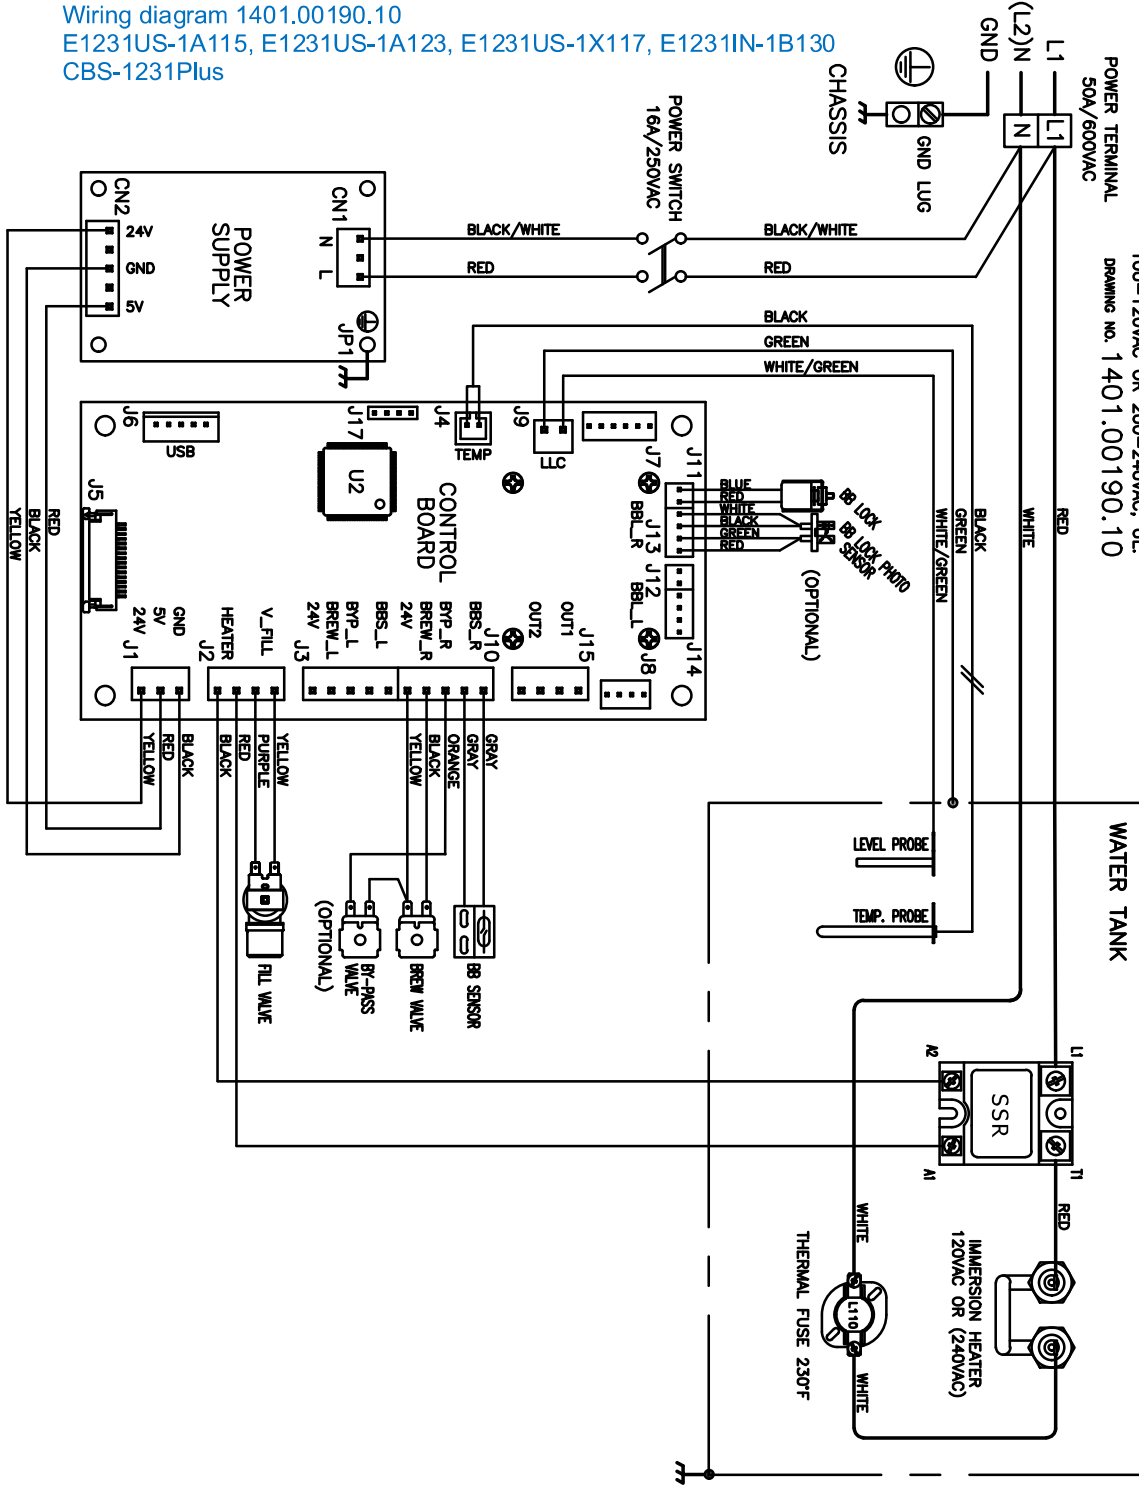 Wiring diagram 1401.00190.10
E1231US-1A115, E1231US-1A123, E1231US-1X117, E1231IN-1B130
CBS-1231Plus
POWER TERMINAL
50A/600VAC
L1
(L2)N
GND
L1
N
GND LUG
CHASSIS
DRAWING NO. 1401.00190.10
POWER SWITCH
16A/250VAC
BLACK/WHITE
RED
BLACK/WHITE
RED
CN1
N
L
POWER
SUPPLY
JP1
CN2
24V
GND
5V
RED
BLACK
YELLOW
BLACK
GREEN
WHITE/GREEN
RED
WHITE
BLACK
GREEN
WHITE/GREEN
J6
USB
J17
J4
TEMP
J9
LLC
J7
J11
U2
CONTROL
BOARD
J5
BBL_R
J13
J12
BBL_L
J14
BLUE
RED
WHITE
BLACK
GREEN
RED
BB LOCK
BB LOCK PHOTO
SENSOR
(OPTIONAL)
GND
5V
24V
J1
V_FILL
HEATER
J2
BBS_L
BYP_L
BREW_L
24V
J3
BBS_R
BYP_R
BREW_R
24V
J10
OUT1
OUT2
J15
J8
BLACK
RED
YELLOW
YELLOW
PURPLE
RED
BLACK
GRAY
GRAY
ORANGE
BLACK
YELLOW
FILL VALVE
BY-PASS
VALVE
(OPTIONAL)
BREW VALVE
BB SENSOR
WATER TANK
LEVEL PROBE
TEMP. PROBE
L1
A2
SSR
T1
A1
RED
WHITE
IMMERSION HEATER
120VAC OR (240VAC)
L110
THERMAL FUSE 230°F
WHITE